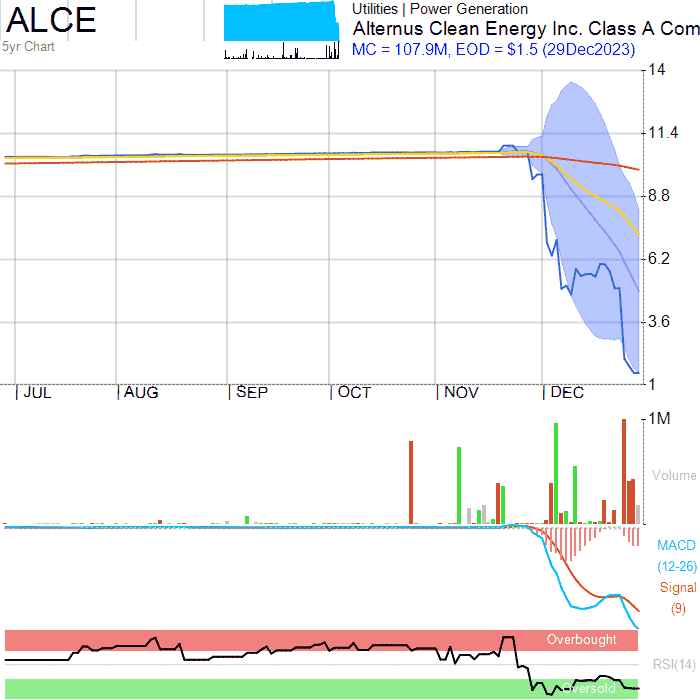 ALCE
5yr Chart
Utilities | Power Generation
Alternus Clean Energy Inc. Class A Com
MC = 107.9M, EOD = $1.5 (29Dec2023)
14
11.4
8.8
6.2
3.6
1
JUL AUG SEP OCT NOV DEC
1M
Volume
MACD
(12-26)
Signal
(9)
Overbought
RSI(14)
Oversold